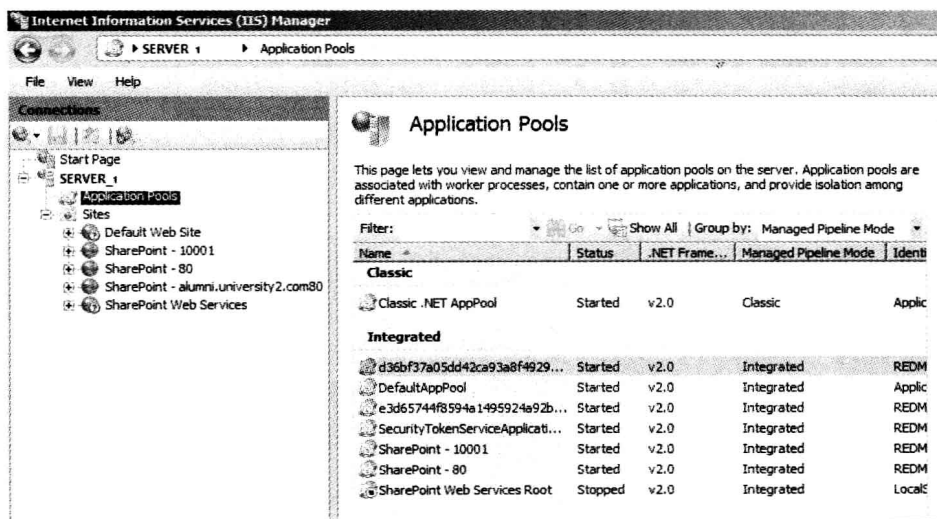 Internet Information Services (IIS) Manager
SERVER 1 Application Pools
File View Help
Connections
Start Page
SERVER_1
Application Pools
Sites
Default Web Site
SharePoint - 10001
SharePoint - 80
SharePoint - alumni.university2.com80
SharePoint Web Services
Application Pools
This page lets you view and manage the list of application pools on the server. Application pools are
associated with worker processes, contain one or more applications, and provide isolation among
different applications.
Filter: Go Show All Group by: Managed Pipeline Mode
Name Status .NET Frame... Managed Pipeline Mode Identi
Classic
Classic .NET AppPool Started v2.0 Classic Applic
Integrated
d36bf37a05dd42ca93a8f4929... Started v2.0 Integrated REDM
DefaultAppPool Started v2.0 Integrated Applic
e3d65744f8594a1495924a92b... Started v2.0 Integrated REDM
SecurityTokenServiceApplicati... Started v2.0 Integrated REDM
SharePoint - 10001 Started v2.0 Integrated REDM
SharePoint - 80 Started v2.0 Integrated REDM
SharePoint Web Services Root Stopped v2.0 Integrated LocalS